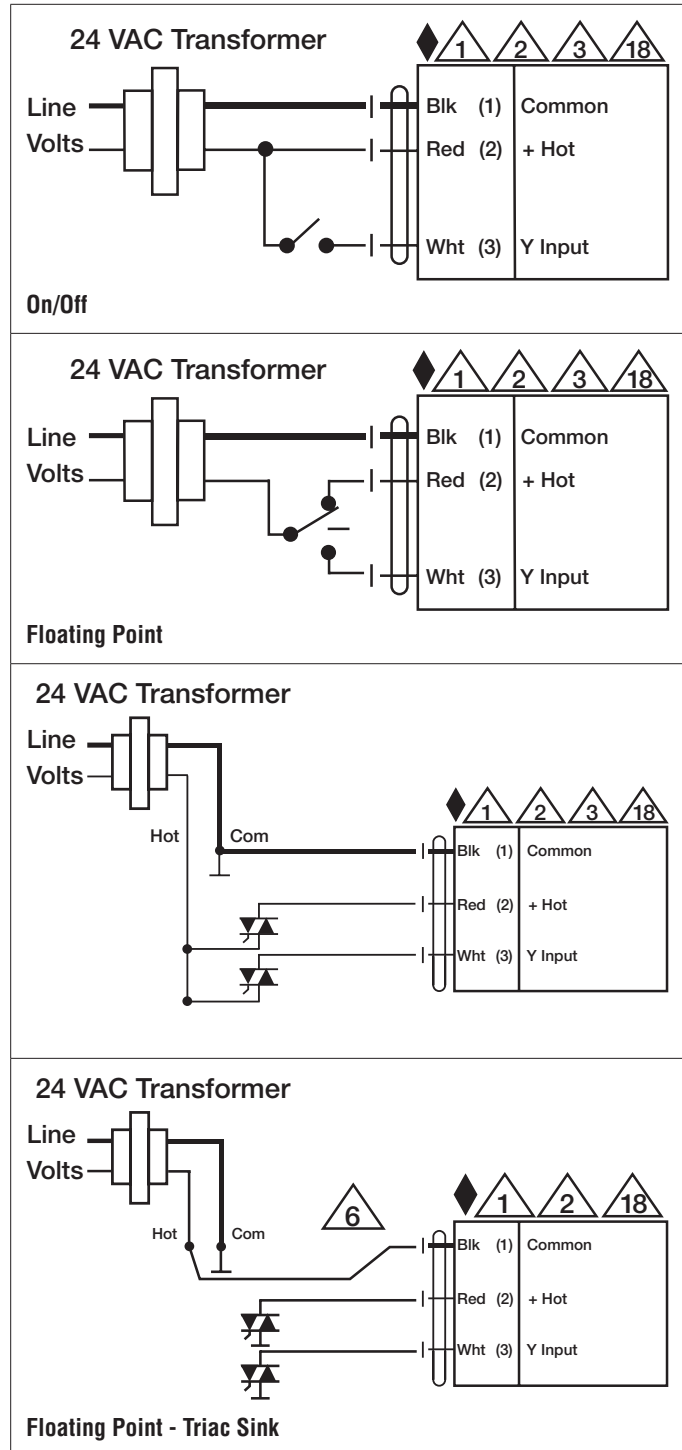 24 VAC Transformer
1 2 3 18
Line
Volts
Blk (1) Common
Red (2) + Hot
Wht (3) Y Input
On/Off
24 VAC Transformer
1 2 3 18
Line
Volts
Blk (1) Common
Red (2) + Hot
Wht (3) Y Input
Floating Point
24 VAC Transformer
Line
Volts
1 2 3 18
Hot Com
Blk (1) Common
Red (2) + Hot
Wht (3) Y Input
24 VAC Transformer
Line
Volts
6 1 2 18
Hot Com
Blk (1) Common
Red (2) + Hot
Wht (3) Y Input
Floating Point - Triac Sink